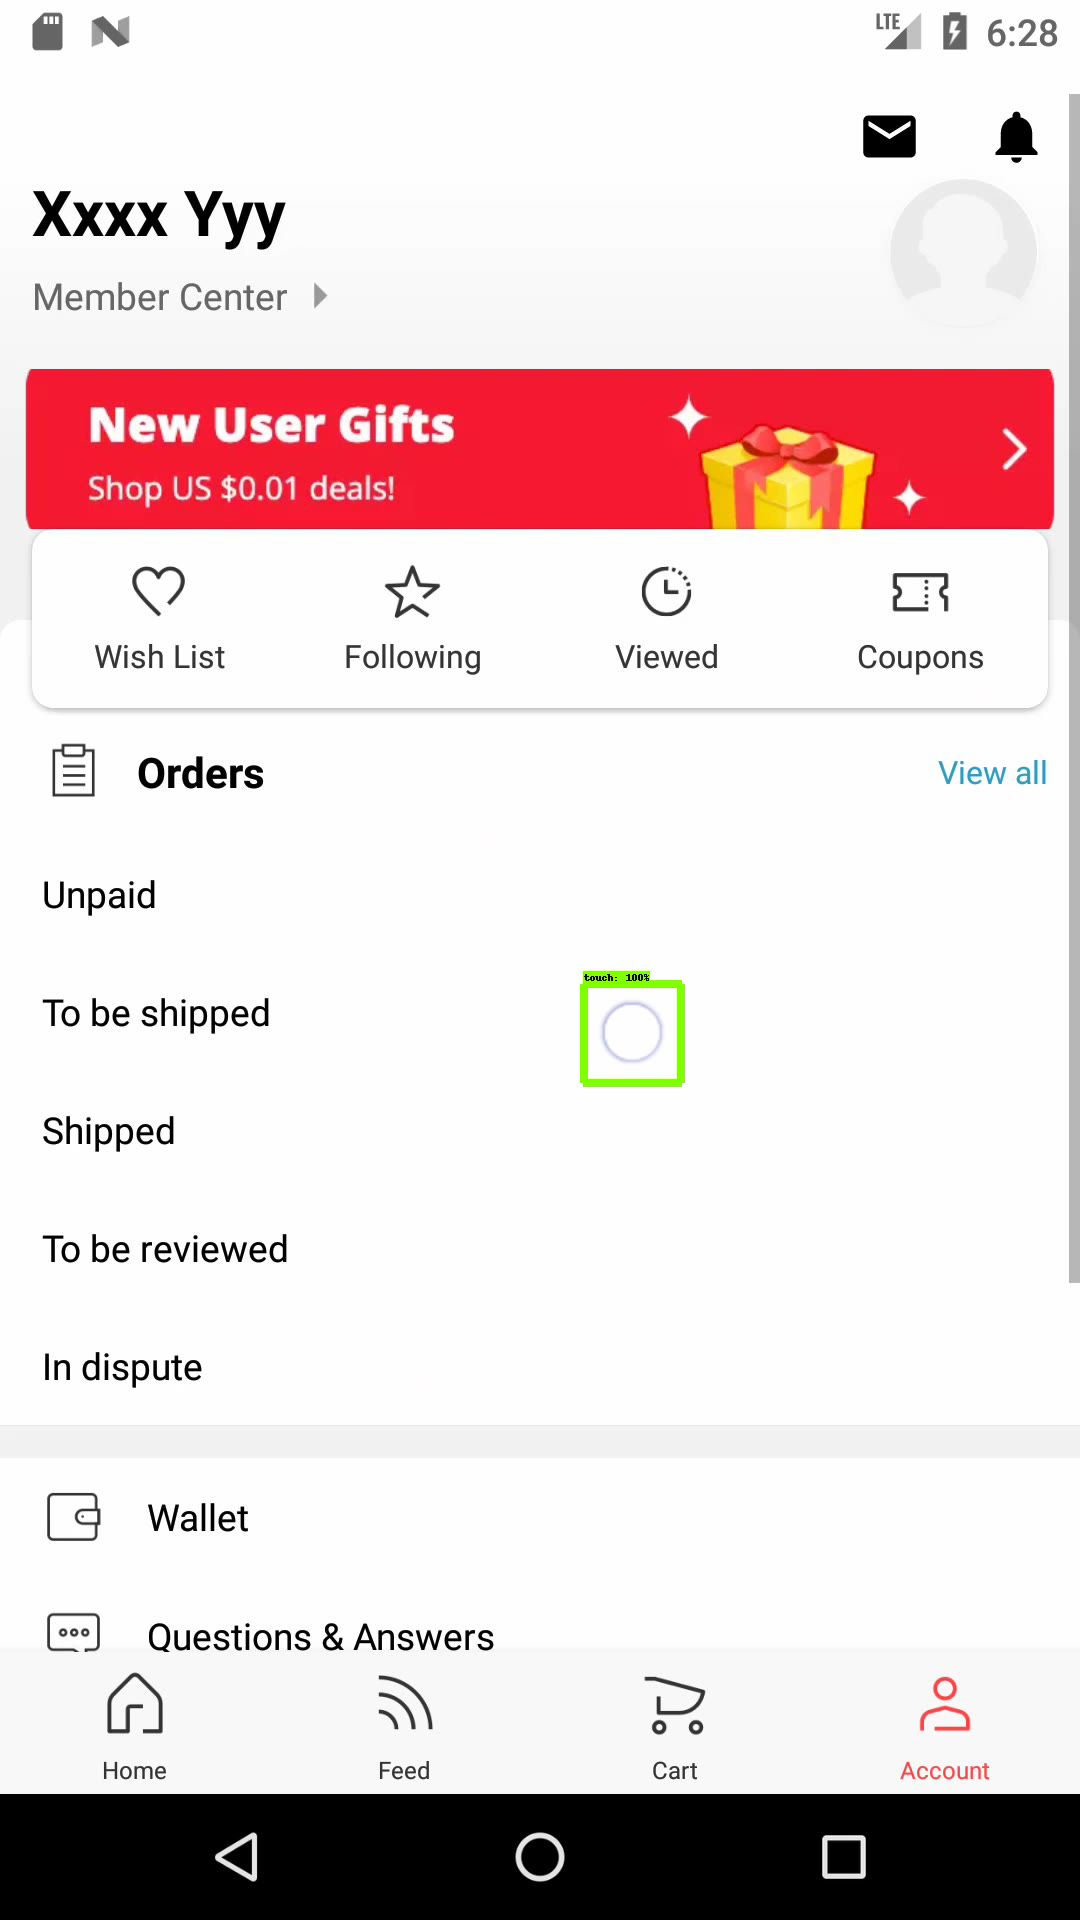 LTE 6:28
Xxxx Yyy
Member Center
New User Gifts
Shop US $0.01 deals!
Wish List Following Viewed Coupons
Orders View all
Unpaid
touch: 100%
To be shipped
Shipped
To be reviewed
In dispute
Wallet
Questions & Answers
Home Feed Cart Account